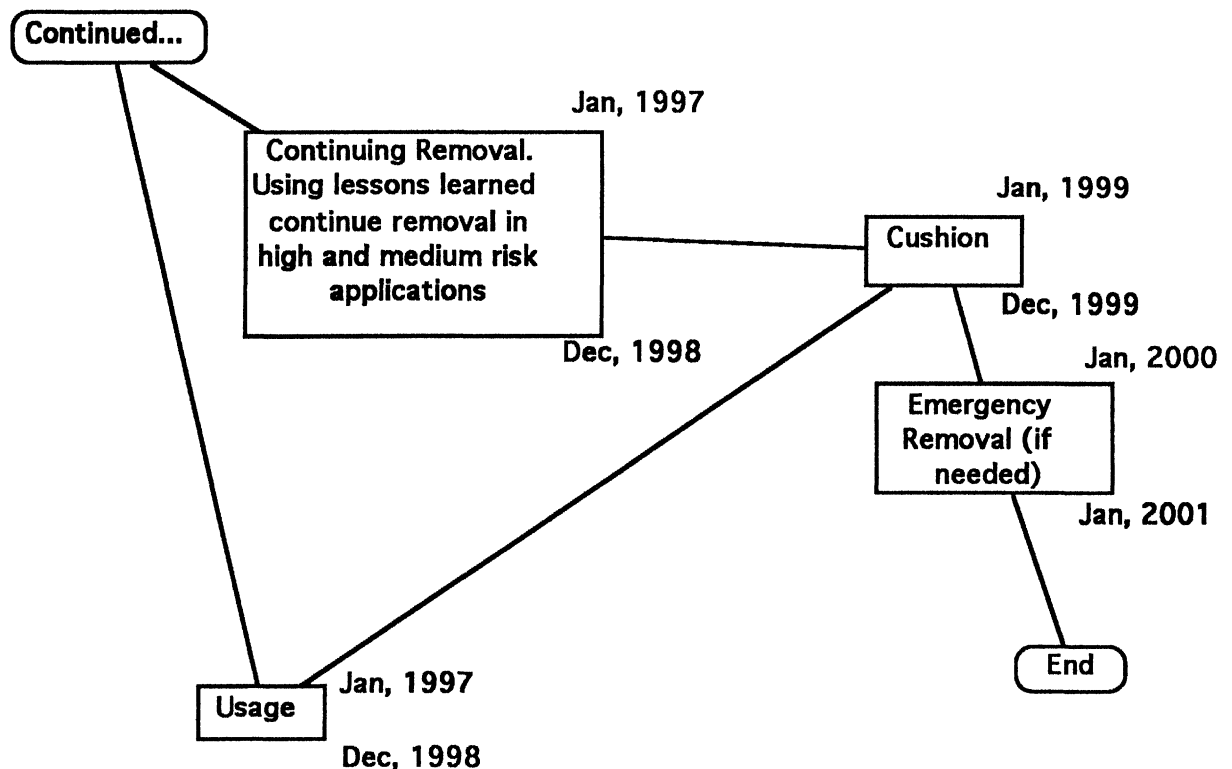 Continued...
Jan, 1997
Continuing Removal.
Using lessons learned
continue removal in
high and medium risk
applications
Dec, 1998
Jan, 1999
Cushion
Dec, 1999
Jan, 2000
Emergency
Removal (if
needed)
Jan, 2001
End
Jan, 1997
Usage
Dec, 1998